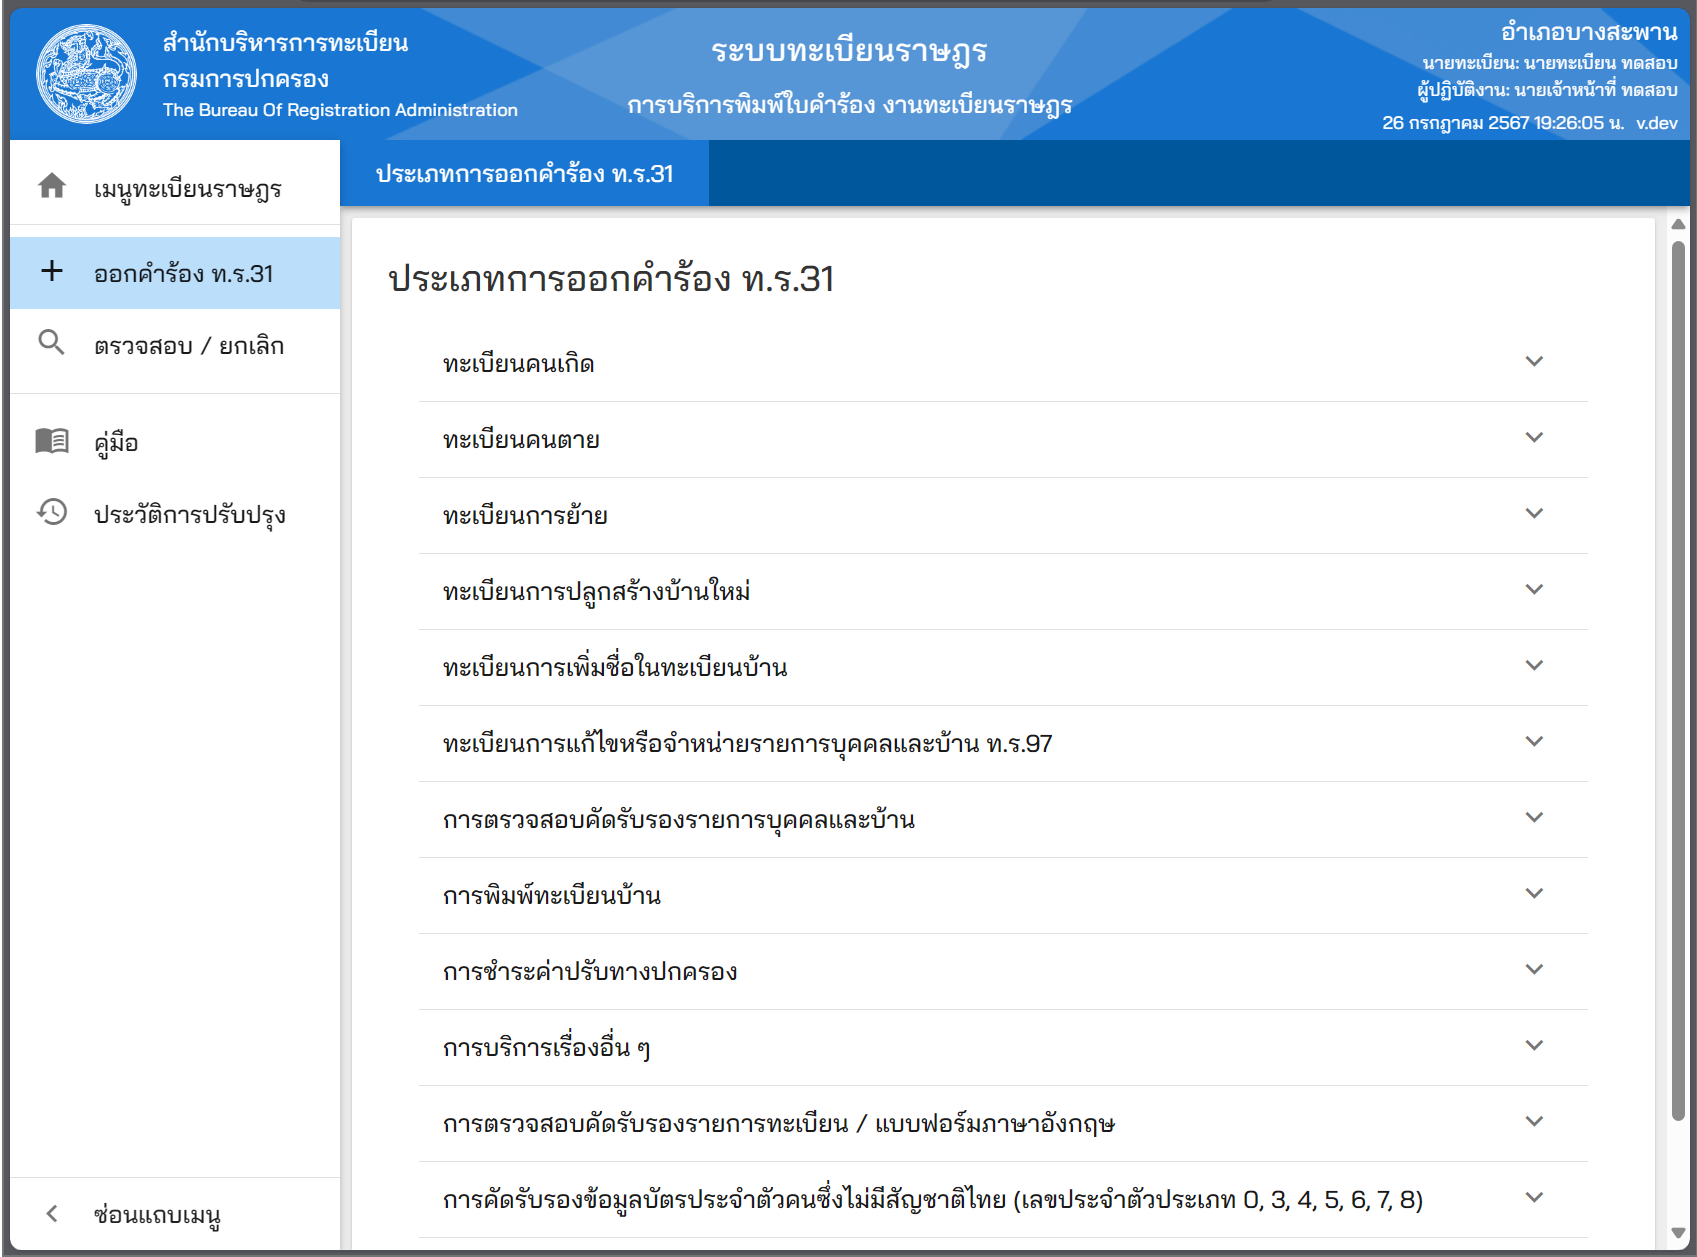 สำนักบริหารการทะเบียน
กรมการปกครอง
The Bureau Of Registration Administration
ระบบทะเบียนราษฎร
การบริการพิมพ์ใบคำร้อง งานทะเบียนราษฎร
อำเภอบางสะพาน
นายทะเบียน: นายทะเบียน ทดสอบ
ผู้ปฏิบัติงาน: นายเจ้าหน้าที่ ทดสอบ
26 กรกฎาคม 2567 19:26:05 น. v.dev
เมนูทะเบียนราษฎร
ออกคำร้อง ท.ร.31
ตรวจสอบ / ยกเลิก
คู่มือ
ประวัติการปรับปรุง
ซ่อนแถบเมนู
ประเภทการออกคำร้อง ท.ร.31
ประเภทการออกคำร้อง ท.ร.31
ทะเบียนคนเกิด
ทะเบียนคนตาย
ทะเบียนการย้าย
ทะเบียนการปลูกสร้างบ้านใหม่
ทะเบียนการเพิ่มชื่อในทะเบียนบ้าน
ทะเบียนการแก้ไขหรือจำหน่ายรายการบุคคลและบ้าน ท.ร.97
การตรวจสอบคัดรับรองรายการบุคคลและบ้าน
การพิมพ์ทะเบียนบ้าน
การชำระค่าปรับทางปกครอง
การบริการเรื่องอื่น ๆ
การตรวจสอบคัดรับรองรายการทะเบียน / แบบฟอร์มภาษาอังกฤษ
การคัดรับรองข้อมูลบัตรประจำตัวคนซึ่งไม่มีสัญชาติไทย (เลขประจำตัวประเภท 0, 3, 4, 5, 6, 7, 8)